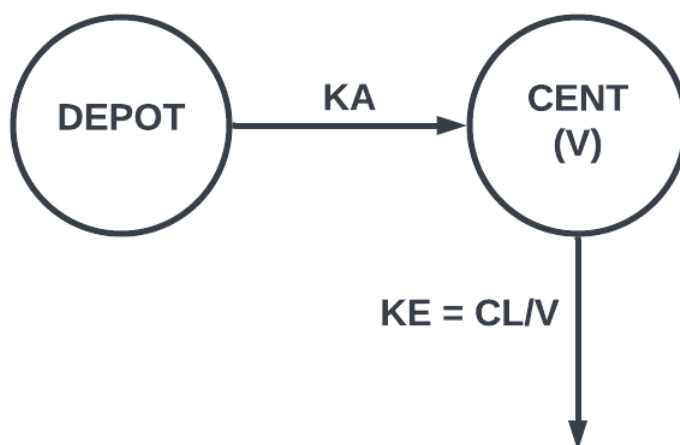 DEPOT
KA
CENT
(V)
KE = CL/V